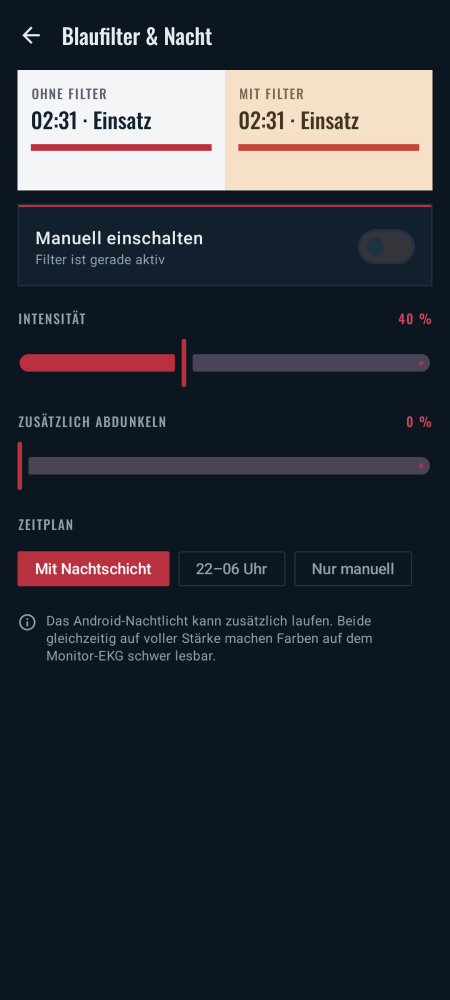 Blaufilter & Nacht
OHNE FILTER
02:31 · Einsatz
MIT FILTER
02:31 · Einsatz
Manuell einschalten
Filter ist gerade aktiv
INTENSITÄT
40 %
ZUSÄTZLICH ABDUNKELN
0 %
ZEITPLAN
Mit Nachtschicht
22–06 Uhr
Nur manuell
Das Android-Nachtlicht kann zusätzlich laufen. Beide
gleichzeitig auf voller Stärke machen Farben auf dem
Monitor-EKG schwer lesbar.